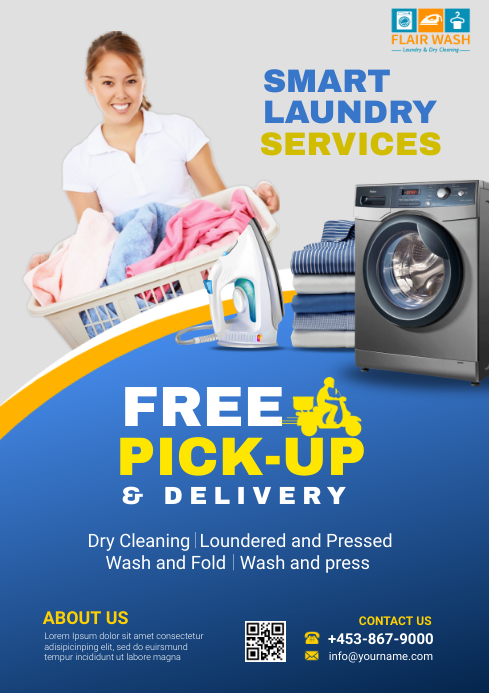 FLAIR WASH
Laundry & Dry Cleaning
SMART
LAUNDRY
SERVICES
FREE
PICK-UP
& DELIVERY
Dry Cleaning | Loundered and Pressed
Wash and Fold | Wash and press
ABOUT US
Lorem Ipsum dolor sit amet consectetur
adisipicinping elit, sed do euirsmund
tempur incididunt ut labore magna
CONTACT US
+453-867-9000
info@yourname.com